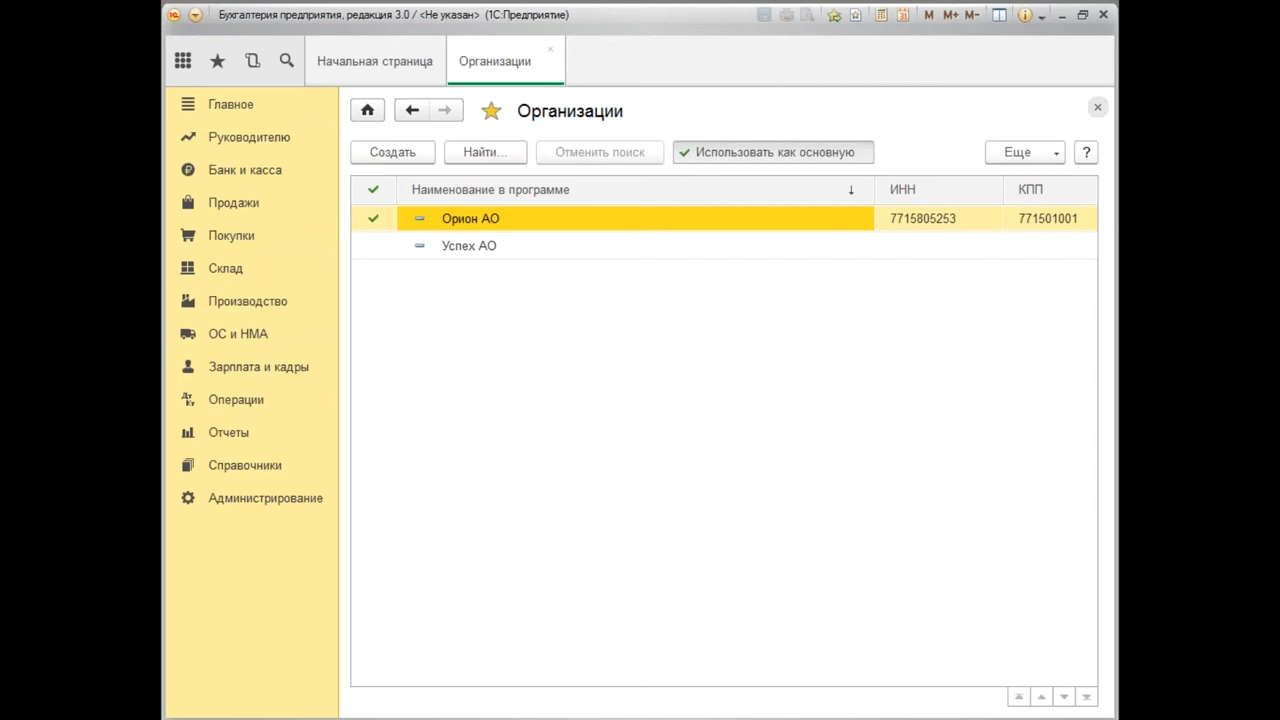 Бухгалтерия предприятия, редакция 3.0 / <Не указан> (1С:Предприятие)
M M+ M-
Начальная страница
Организации
Главное
Руководителю
Банк и касса
Продажи
Покупки
Склад
Производство
ОС и НМА
Зарплата и кадры
Операции
Отчеты
Справочники
Администрирование
Организации
Создать Найти... Отменить поиск Использовать как основную Еще ?
Наименование в программе ↓ ИНН КПП
Орион АО 7715805253 771501001
Успех АО